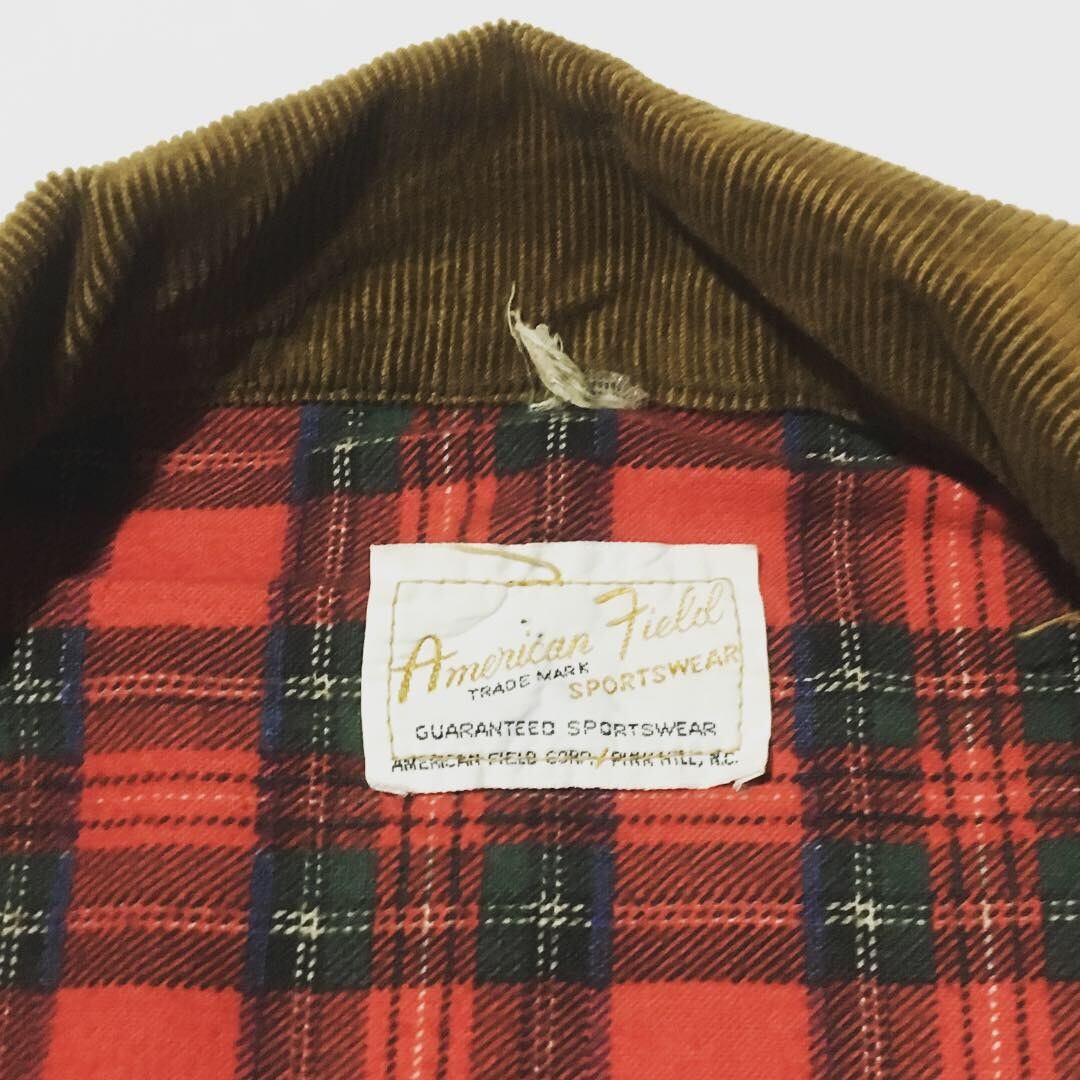 American Field
TRADE MARK SPORTSWEAR
GUARANTEED SPORTSWEAR
AMERICAN FIELD CORP. PINK HILL, N.C.